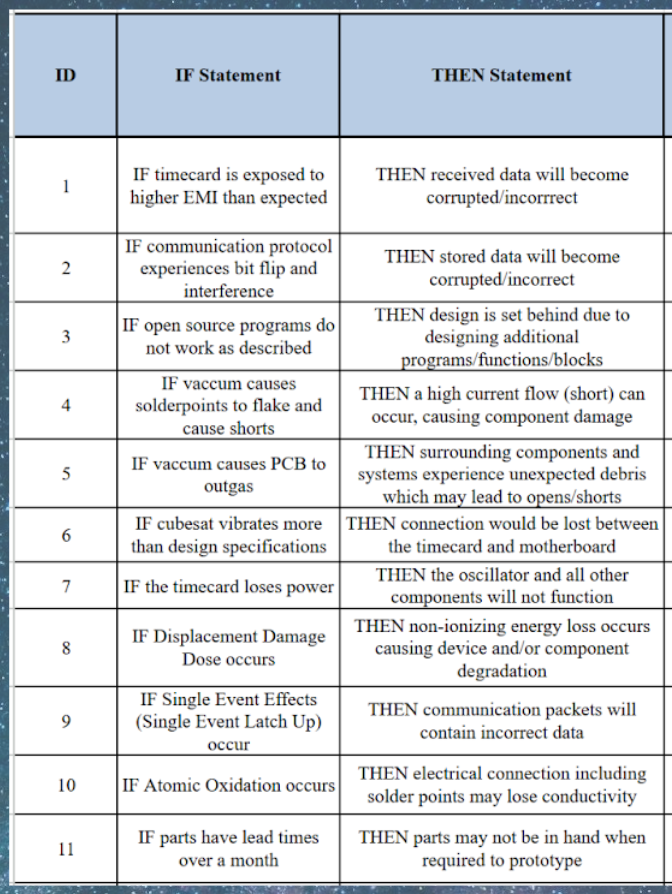 ID IF Statement THEN Statement
1
IF timecard is exposed to
higher EMI than expected
THEN received data will become
corrupted/incorrrect
2
IF communication protocol
experiences bit flip and
interference
THEN stored data will become
corrupted/incorrect
3
IF open source programs do
not work as described
THEN design is set behind due to
designing additional
programs/functions/blocks
4
IF vaccum causes
solderpoints to flake and
cause shorts
THEN a high current flow (short) can
occur, causing component damage
5
IF vaccum causes PCB to
outgas
THEN surrounding components and
systems experience unexpected debris
which may lead to opens/shorts
6
IF cubesat vibrates more
than design specifications
THEN connection would be lost between
the timecard and motherboard
7
IF the timecard loses power
THEN the oscillator and all other
components will not function
8
IF Displacement Damage
Dose occurs
THEN non-ionizing energy loss occurs
causing device and/or component
degradation
9
IF Single Event Effects
(Single Event Latch Up)
occur
THEN communication packets will
contain incorrect data
10
IF Atomic Oxidation occurs
THEN electrical connection including
solder points may lose conductivity
11
IF parts have lead times
over a month
THEN parts may not be in hand when
required to prototype